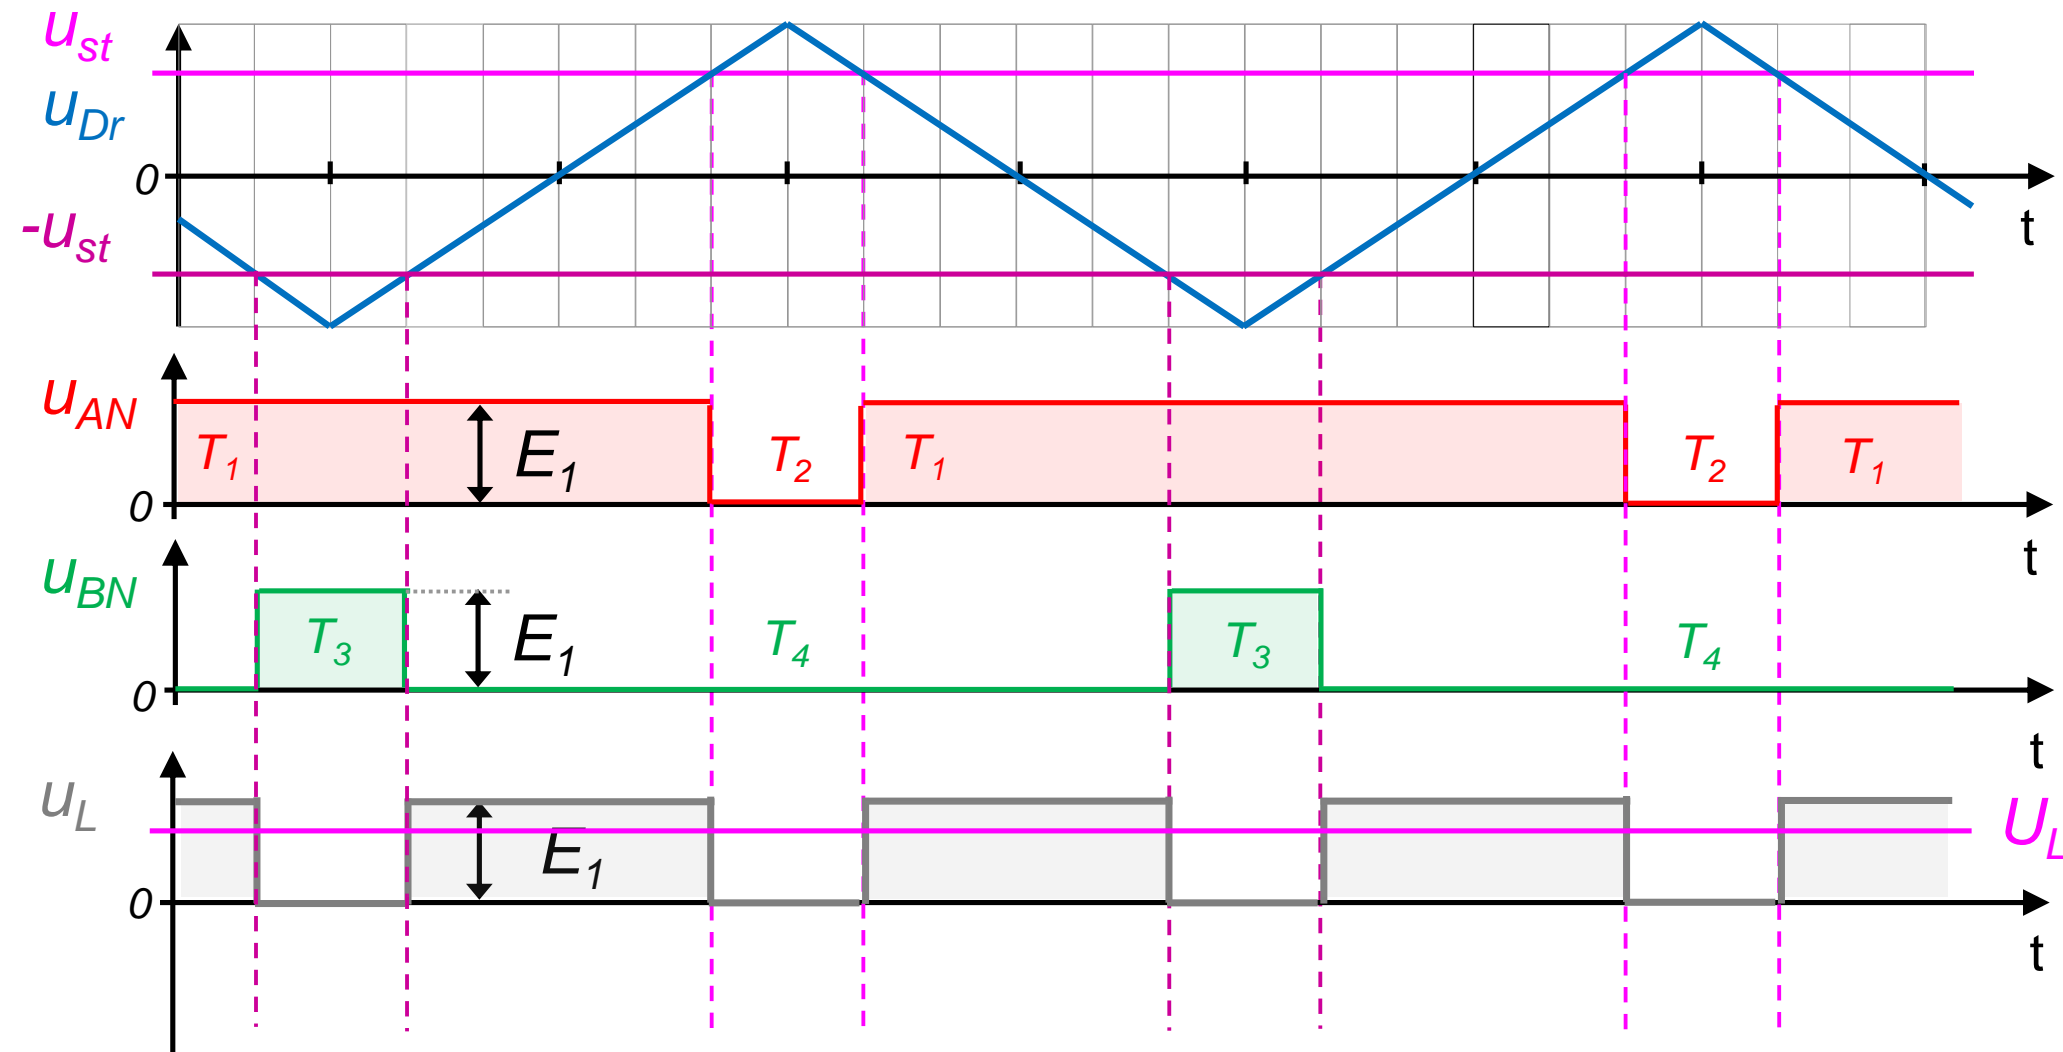 u_st
u_Dr
0
-u_st
t
u_AN
T_1 E_1 T_2 T_1 T_2 T_1
0
t
u_BN
T_3 E_1 T_4 T_3 T_4
0
t
u_L
U_L
E_1
0
t